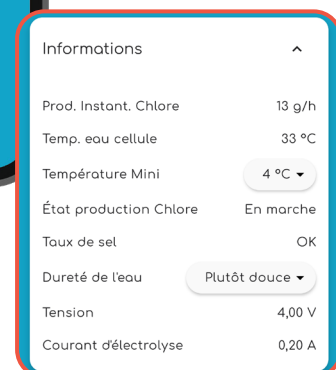 Informations
Prod. Instant. Chlore 13 g/h
Temp. eau cellule 33 °C
Température Mini 4 °C
État production Chlore En marche
Taux de sel OK
Dureté de l'eau Plutôt douce
Tension 4,00 V
Courant d'électrolyse 0,20 A